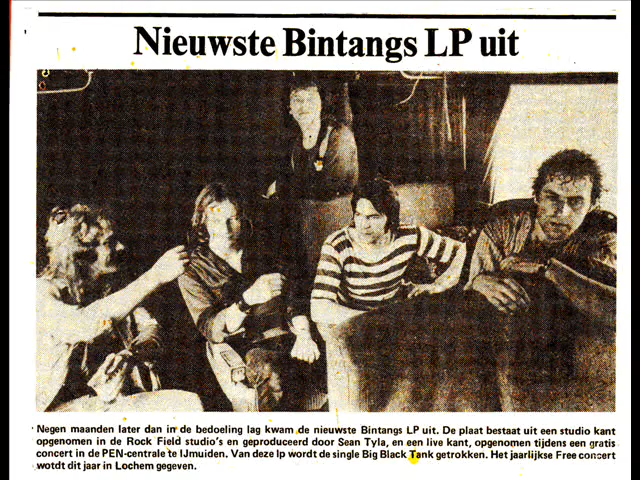 Nieuwste Bintangs LP uit
Negen maanden later dan in de bedoeling lag kwam de nieuwste Bintangs LP uit. De plaat bestaat uit een studio kant
opgenomen in de Rock Field studio's en geproduceerd door Sean Tyla, en een live kant, opgenomen tijdens een gratis
concert in de PEN-centrale te IJmuiden. Van deze lp wordt de single Big Black Tank getrokken. Het jaarlijkse Free concert
wotdt dit jaar in Lochem gegeven.